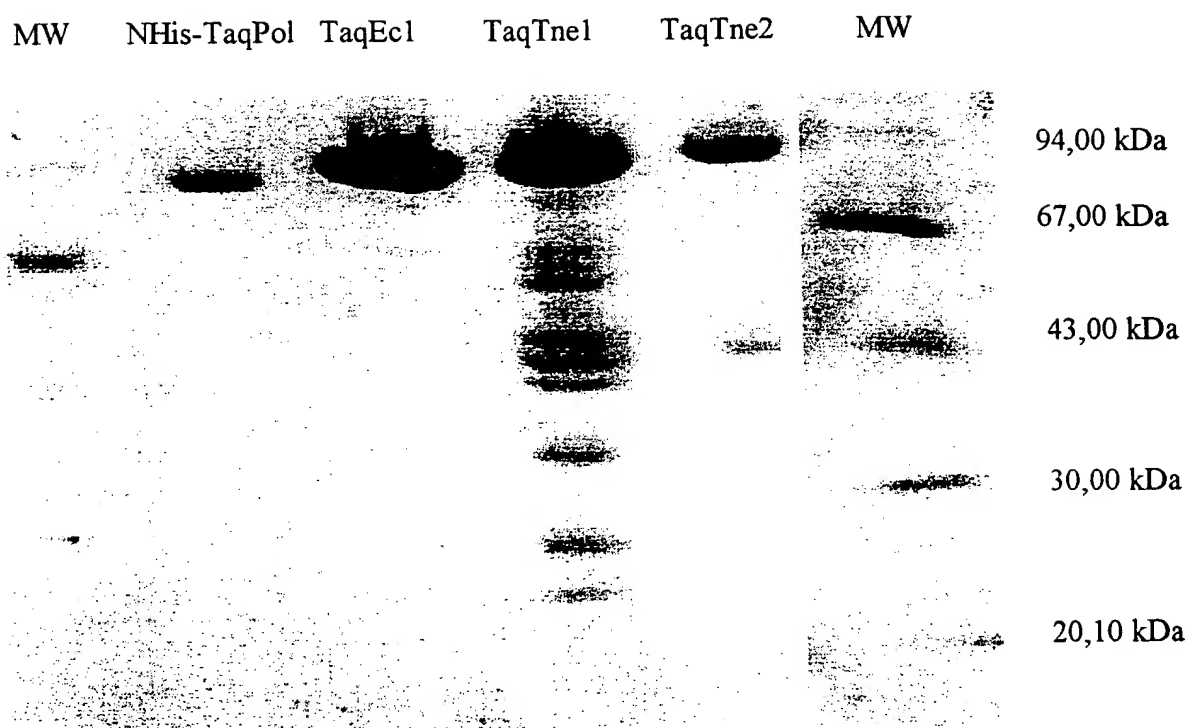 MW NHis-TaqPol TaqEc1 TaqTne1 TaqTne2 MW
94,00 kDa
67,00 kDa
43,00 kDa
30,00 kDa
20,10 kDa